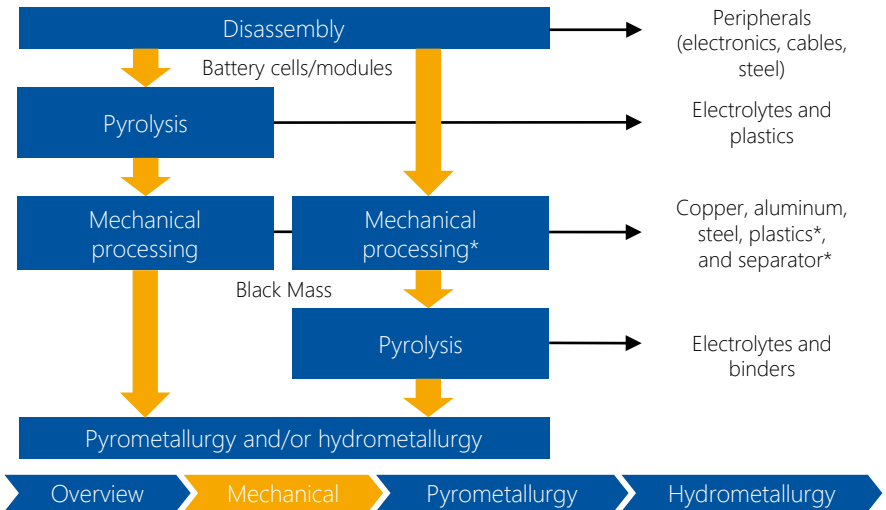 Disassembly
Peripherals
(electronics, cables,
steel)
Battery cells/modules
Pyrolysis
Electrolytes and
plastics
Mechanical
processing
Mechanical
processing*
Copper, aluminum,
steel, plastics*,
and separator*
Black Mass
Pyrolysis
Electrolytes and
binders
Pyrometallurgy and/or hydrometallurgy
Overview
Mechanical
Pyrometallurgy
Hydrometallurgy